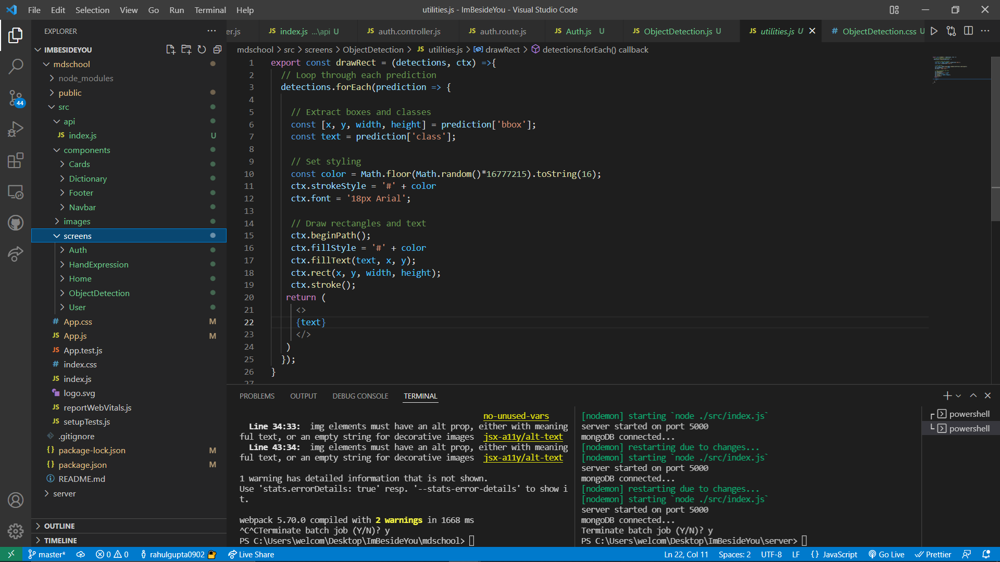 File Edit Selection View Go Run Terminal Help
utilities.js - ImBesideYou - Visual Studio Code
EXPLORER
er.js
JS index.js ...\api U
JS auth.controller.js
JS auth.route.js
JS Auth.js U
JS ObjectDetection.js U
JS utilities.js U
# ObjectDetection.css U
mdschool > src > screens > ObjectDetection > JS utilities.js > drawRect > detections.forEach() callback
IMBESIDEYOU
mdschool
node_modules
public
src
api
JS index.js U
components
Cards
Dictionary
Footer
Navbar
images
screens
Auth
HandExpression
Home
ObjectDetection
User
# App.css M
JS App.js M
JS App.test.js
# index.css
JS index.js
logo.svg
JS reportWebVitals.js
JS setupTests.js
.gitignore
{} package-lock.json M
{} package.json M
README.md
server
OUTLINE
TIMELINE
44
1 export const drawRect = (detections, ctx) =>{
2 // Loop through each prediction
3 detections.forEach(prediction => {
4
5 // Extract boxes and classes
6 const [x, y, width, height] = prediction['bbox'];
7 const text = prediction['class'];
8
9 // Set styling
10 const color = Math.floor(Math.random()*16777215).toString(16);
11 ctx.strokeStyle = '#' + color
12 ctx.font = '18px Arial';
13
14 // Draw rectangles and text
15 ctx.beginPath();
16 ctx.fillStyle = '#' + color
17 ctx.fillText(text, x, y);
18 ctx.rect(x, y, width, height);
19 ctx.stroke();
20 return (
21 <>
22 {text}
23 </>
24 )
25 });
26 }
27
PROBLEMS OUTPUT DEBUG CONSOLE TERMINAL
no-unused-vars
Line 34:33: img elements must have an alt prop, either with meaning
ful text, or an empty string for decorative images jsx-a11y/alt-text
Line 43:34: img elements must have an alt prop, either with meaning
ful text, or an empty string for decorative images jsx-a11y/alt-text
1 warning has detailed information that is not shown.
Use 'stats.errorDetails: true' resp. '--stats-error-details' to show i
t.
webpack 5.70.0 compiled with 2 warnings in 1668 ms
^C^CTerminate batch job (Y/N)? y
PS C:\Users\welcom\Desktop\ImBesideYou\mdschool>
[nodemon] starting `node ./src/index.js`
server started on port 5000
mongoDB connected...
[nodemon] restarting due to changes...
[nodemon] starting `node ./src/index.js`
server started on port 5000
mongoDB connected...
[nodemon] restarting due to changes...
[nodemon] starting `node ./src/index.js`
server started on port 5000
mongoDB connected...
Terminate batch job (Y/N)? y
PS C:\Users\welcom\Desktop\ImBesideYou\server>
powershell
powershell
master* 0 0 rahulgupta0902 Live Share
Ln 22, Col 11 Spaces: 2 UTF-8 LF {} JavaScript Go Live Prettier